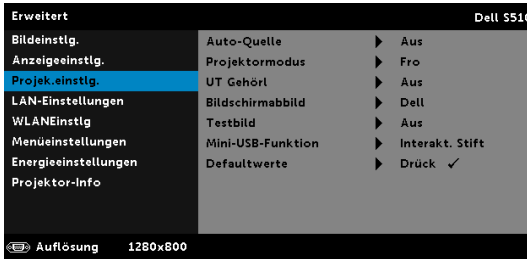 Erweitert Dell S510
Bildeinstlg.
Anzeigeeinstlg.
Projek.einstlg.
LAN-Einstellungen
WLANEinstlg
Menüeinstellungen
Energieeinstellungen
Projektor-Info
Auto-Quelle Aus
Projektormodus Fro
UT Gehörl Aus
Bildschirmabbild Dell
Testbild Aus
Mini-USB-Funktion Interakt. Stift
Defaultwerte Drück ✓
Auflösung 1280x800